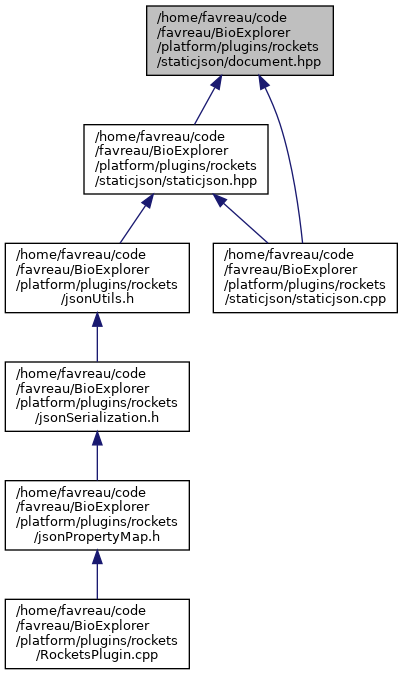 /home/favreau/code
/favreau/BioExplorer
/platform/plugins/rockets
/staticjson/document.hpp
/home/favreau/code
/favreau/BioExplorer
/platform/plugins/rockets
/staticjson/staticjson.hpp
/home/favreau/code
/favreau/BioExplorer
/platform/plugins/rockets
/jsonUtils.h
/home/favreau/code
/favreau/BioExplorer
/platform/plugins/rockets
/staticjson/staticjson.cpp
/home/favreau/code
/favreau/BioExplorer
/platform/plugins/rockets
/jsonSerialization.h
/home/favreau/code
/favreau/BioExplorer
/platform/plugins/rockets
/jsonPropertyMap.h
/home/favreau/code
/favreau/BioExplorer
/platform/plugins/rockets
/RocketsPlugin.cpp